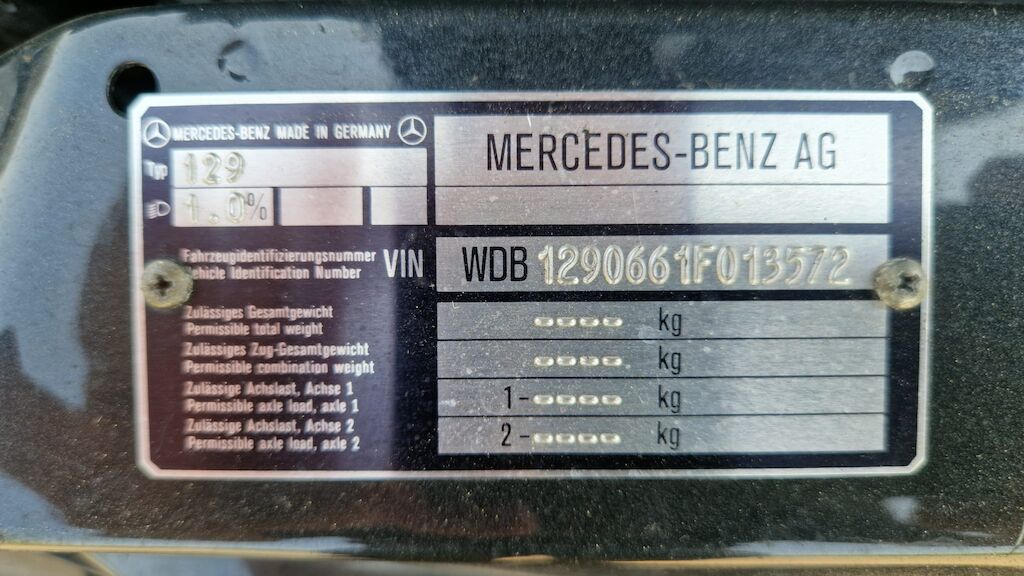 MERCEDES-BENZ MADE IN GERMANY
Typ 129
1.0%
MERCEDES-BENZ AG
Fahrzeugidentifizierungsnummer
Vehicle Identification Number
VIN WDB 1290661F013572
Zulässiges Gesamtgewicht
Permissible total weight
---- kg
Zulässiges Zug-Gesamtgewicht
Permissible combination weight
---- kg
Zulässige Achslast, Achse 1
Permissible axle load, axle 1
1- ---- kg
Zulässige Achslast, Achse 2
Permissible axle load, axle 2
2- ---- kg